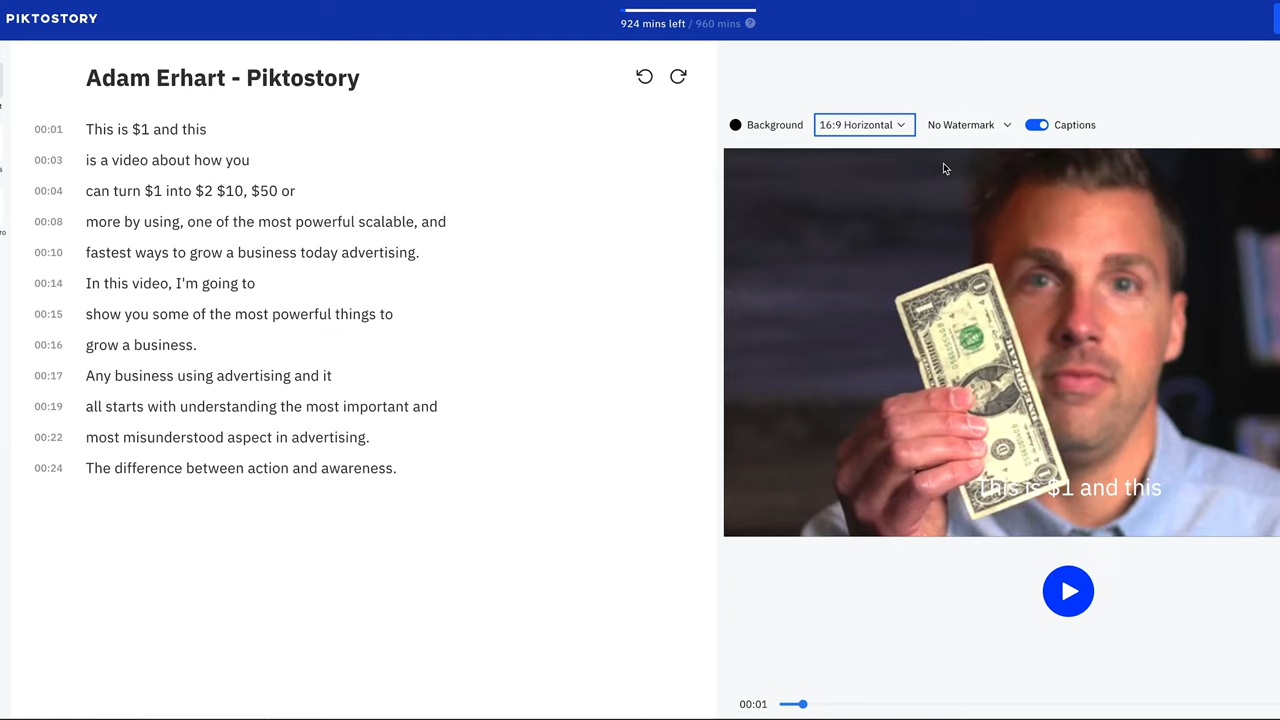 PIKTOSTORY
924 mins left / 960 mins ?
Adam Erhart - Piktostory
00:01 This is $1 and this
00:03 is a video about how you
00:04 can turn $1 into $2 $10, $50 or
00:08 more by using, one of the most powerful scalable, and
00:10 fastest ways to grow a business today advertising.
00:14 In this video, I'm going to
00:15 show you some of the most powerful things to
00:16 grow a business.
00:17 Any business using advertising and it
00:19 all starts with understanding the most important and
00:22 most misunderstood aspect in advertising.
00:24 The difference between action and awareness.
Background 16:9 Horizontal No Watermark Captions
1
This is $1 and this
00:01